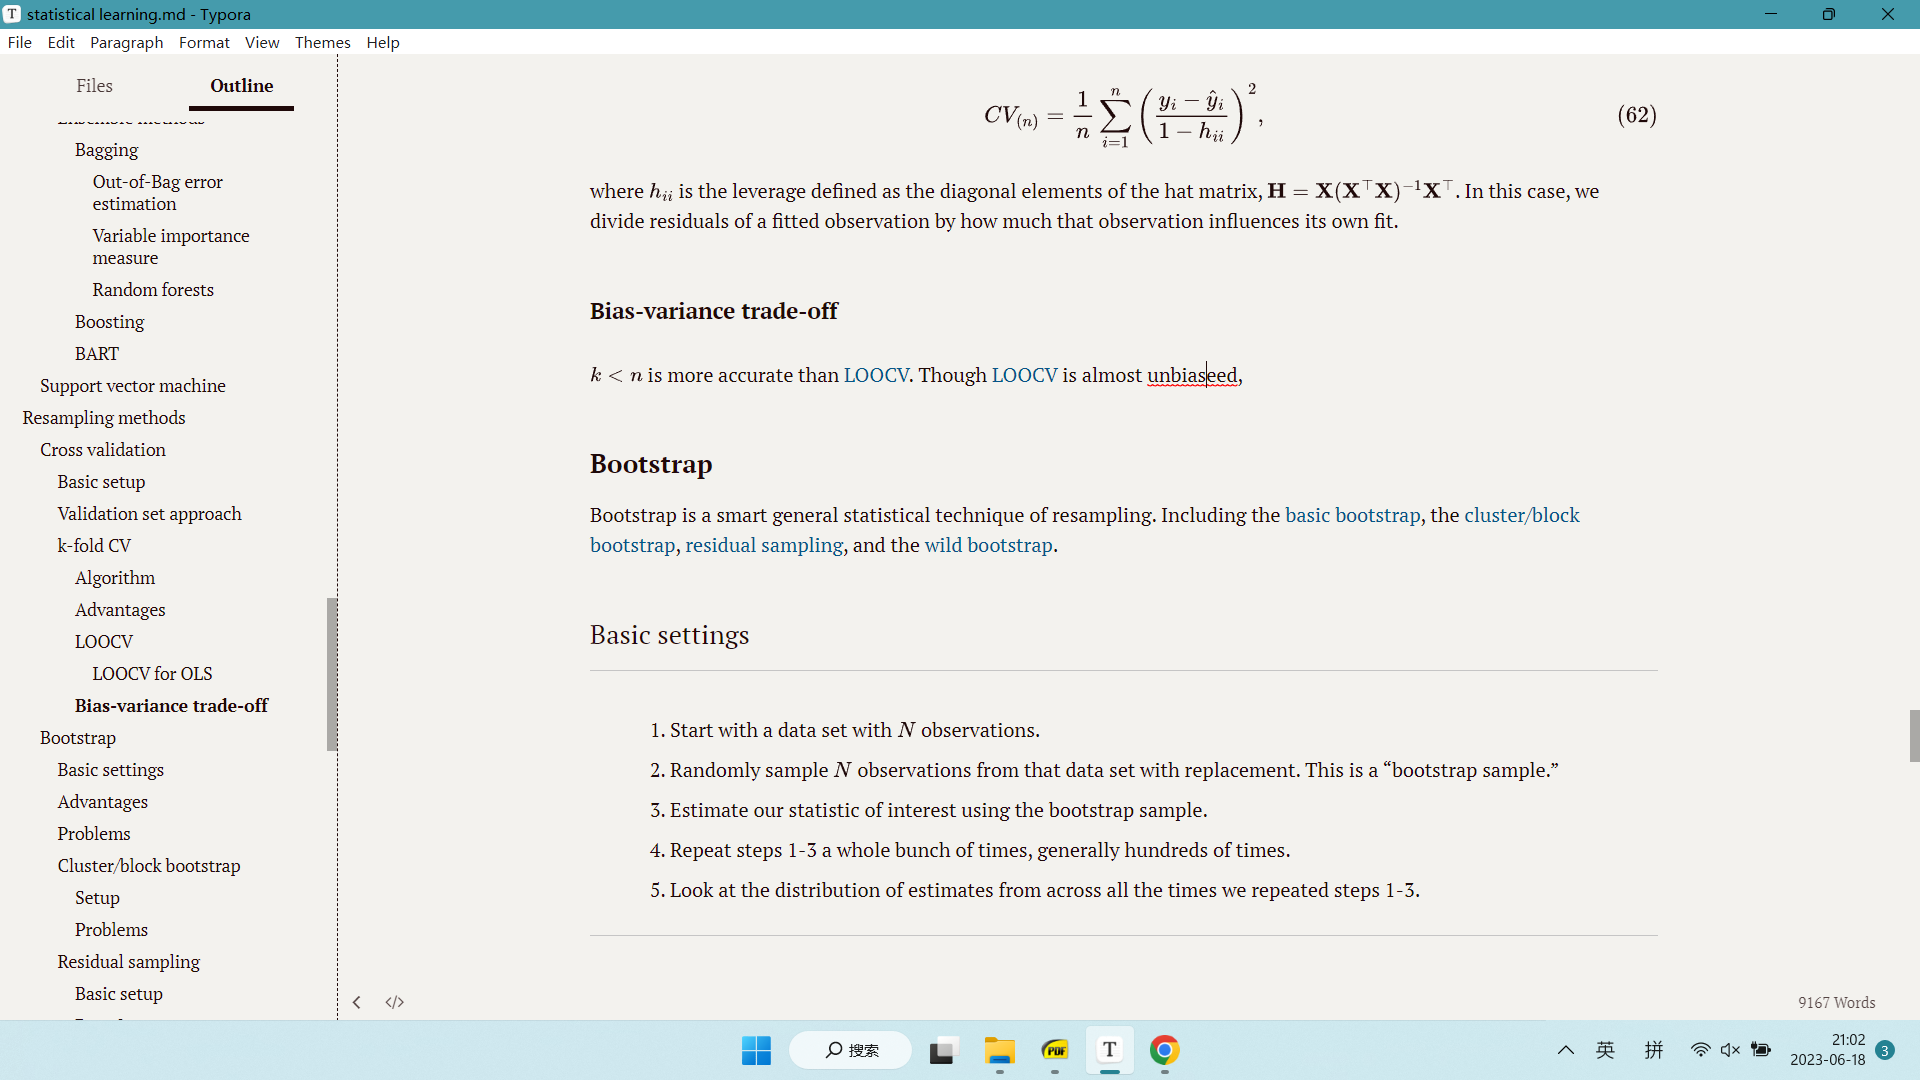 statistical learning.md - Typora
File Edit Paragraph Format View Themes Help
Files Outline
Ensemble methods
Bagging
Out-of-Bag error
estimation
Variable importance
measure
Random forests
Boosting
BART
Support vector machine
Resampling methods
Cross validation
Basic setup
Validation set approach
k-fold CV
Algorithm
Advantages
LOOCV
LOOCV for OLS
Bias-variance trade-off
Bootstrap
Basic settings
Advantages
Problems
Cluster/block bootstrap
Setup
Problems
Residual sampling
Basic setup
CV_{(n)} = \frac{1}{n} \sum_{i=1}^{n} \left( \frac{y_i - \hat{y}_i}{1 - h_{ii}} \right)^2, (62)
where h_{ii} is the leverage defined as the diagonal elements of the hat matrix, H = X(X^⊤X)^{−1}X^⊤. In this case, we
divide residuals of a fitted observation by how much that observation influences its own fit.
Bias-variance trade-off
k < n is more accurate than LOOCV. Though LOOCV is almost unbiaseed,
Bootstrap
Bootstrap is a smart general statistical technique of resampling. Including the basic bootstrap, the cluster/block
bootstrap, residual sampling, and the wild bootstrap.
Basic settings
1. Start with a data set with N observations.
2. Randomly sample N observations from that data set with replacement. This is a “bootstrap sample.”
3. Estimate our statistic of interest using the bootstrap sample.
4. Repeat steps 1-3 a whole bunch of times, generally hundreds of times.
5. Look at the distribution of estimates from across all the times we repeated steps 1-3.
9167 Words
搜索
PDF
T
英
拼
21:02
2023-06-18
3